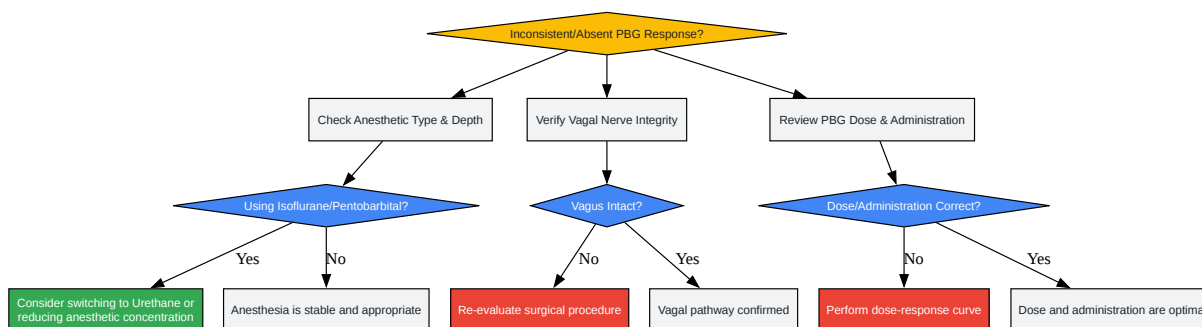 Inconsistent/Absent PBG Response?
Check Anesthetic Type & Depth
Verify Vagal Nerve Integrity
Review PBG Dose & Administration
Using Isoflurane/Pentobarbital?
Vagus Intact?
Dose/Administration Correct?
Yes
No
No
Yes
No
Yes
Consider switching to Urethane or
reducing anesthetic concentration
Anesthesia is stable and appropriate
Re-evaluate surgical procedure
Vagal pathway confirmed
Perform dose-response curve
Dose and administration are optima